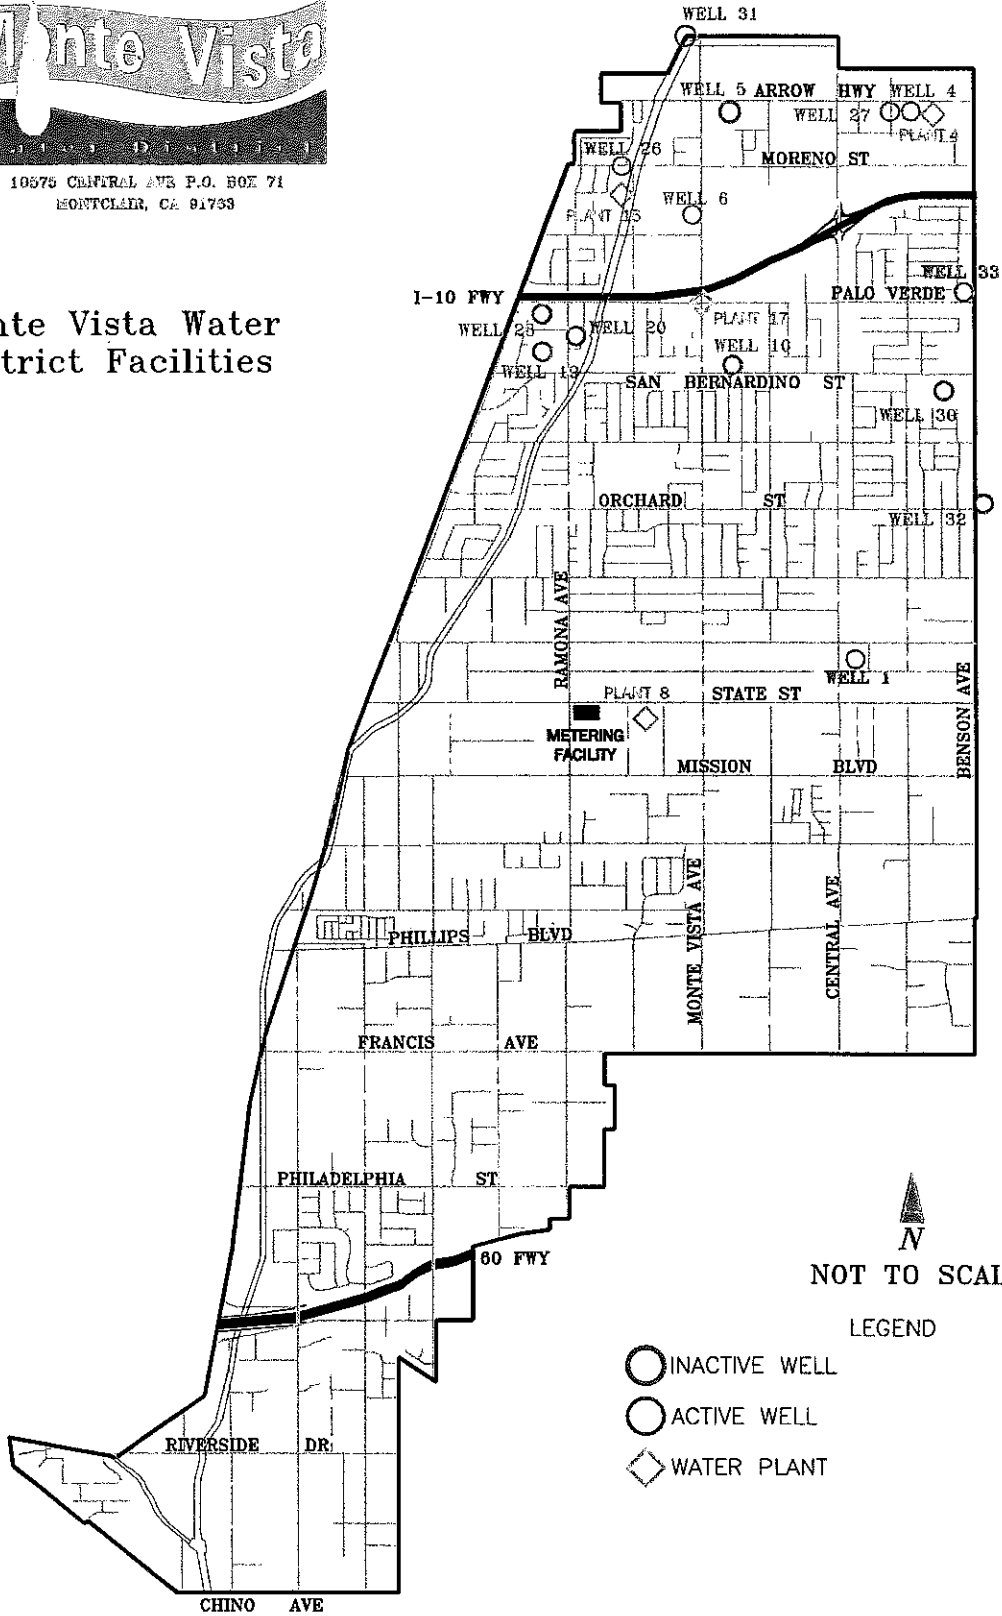 Monte Vista
Water District
10575 CENTRAL AVE P.O. BOX 71
MONTCLAIR, CA 91763
nte Vista Water
trict Facilities
WELL 31
WELL 5
ARROW HWY
WELL 4
WELL 27
PLANT 4
WELL 26
MORENO ST
PLANT 15
WELL 6
WELL 33
I-10 FWY
PALO VERDE
WELL 20
PLANT 17
WELL 10
WELL 13
SAN BERNARDINO ST
WELL 30
ORCHARD ST
WELL 32
RAMONA AVE
WELL 1
PLANT 8
STATE ST
BENSON AVE
METERING
FACILITY
MISSION BLVD
MONTE VISTA AVE
CENTRAL AVE
PHILLIPS BLVD
FRANCIS AVE
PHILADELPHIA ST
60 FWY
N
NOT TO SCAL
LEGEND
INACTIVE WELL
ACTIVE WELL
WATER PLANT
RIVERSIDE DR
CHINO AVE